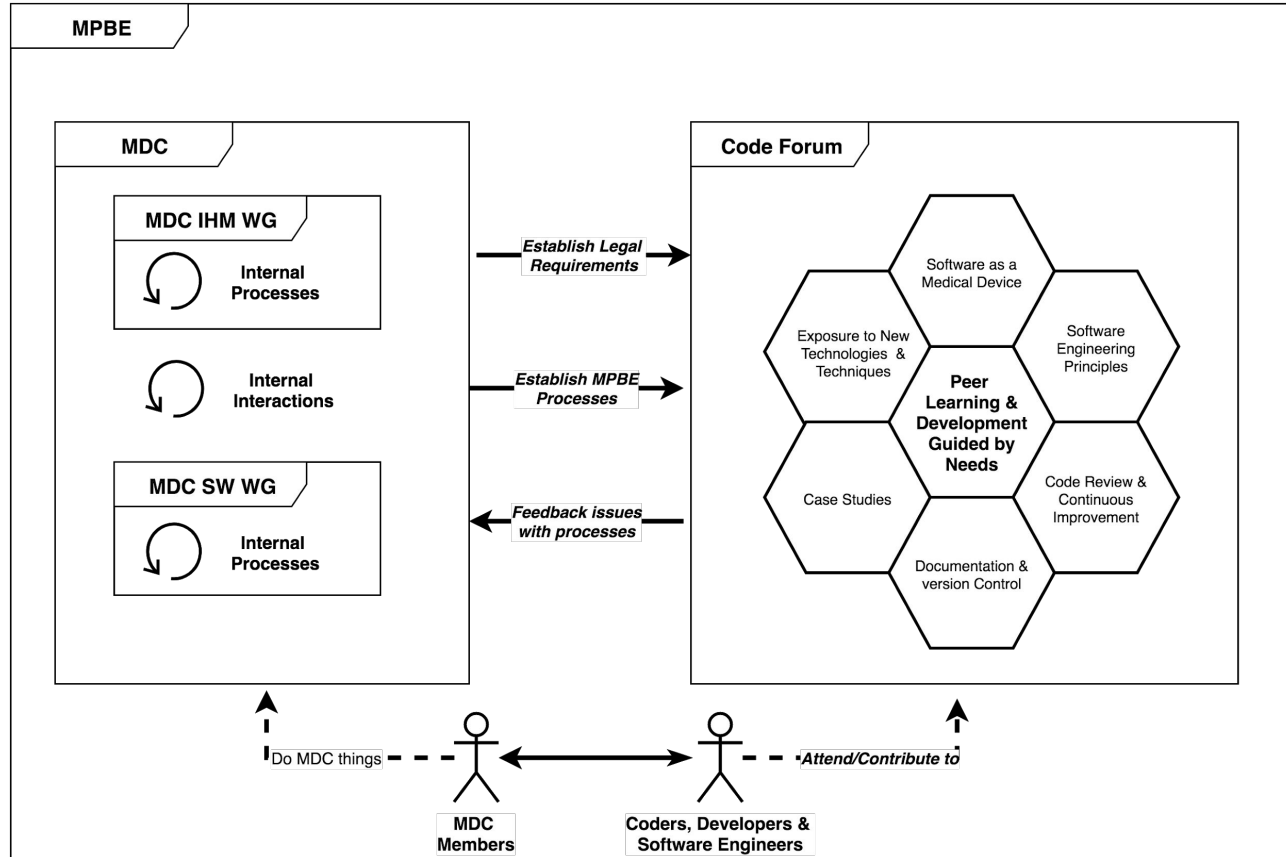 MPBE
MDC
MDC IHM WG
Internal
Processes
Internal
Interactions
MDC SW WG
Internal
Processes
Establish Legal
Requirements
Establish MPBE
Processes
Feedback issues
with processes
Code Forum
Software as a
Medical Device
Exposure to New
Technologies &
Techniques
Software
Engineering
Principles
Peer
Learning &
Development
Guided by
Needs
Case Studies
Code Review &
Continuous
Improvement
Documentation &
version Control
Do MDC things
Attend/Contribute to
MDC
Members
Coders, Developers &
Software Engineers